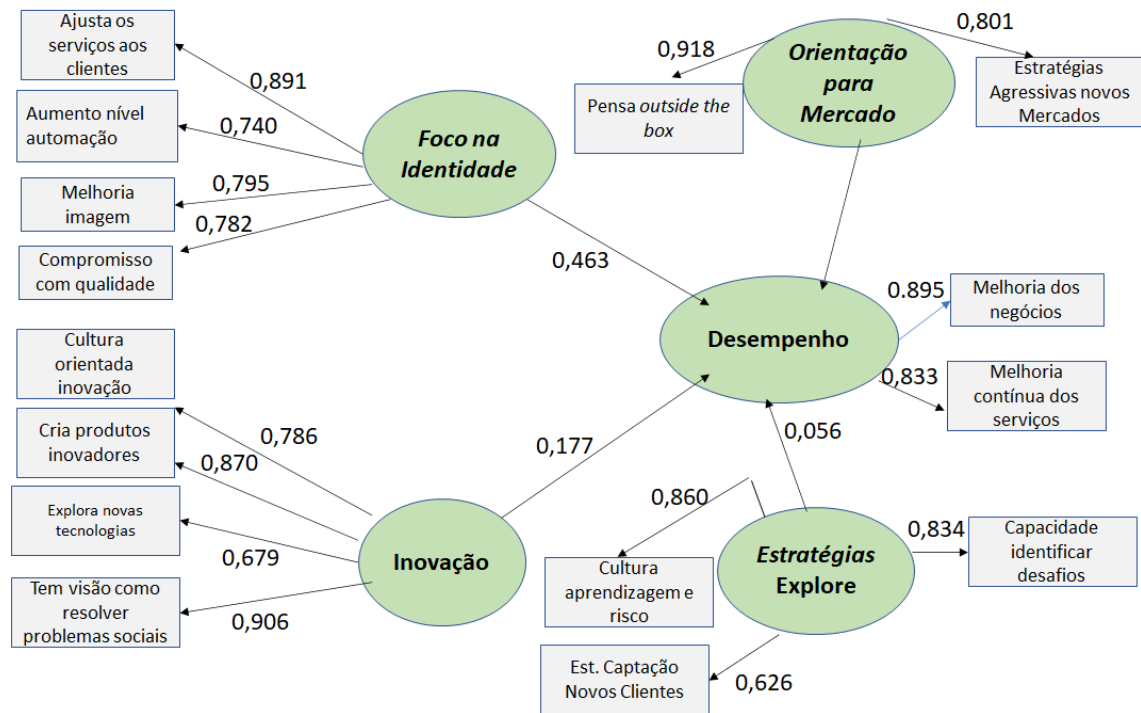 Ajusta os
serviços aos
clientes
0,891
Aumento nível
automação
0,740
Melhoria
imagem
0,795
Compromisso
com qualidade
0,782
Foco na
Identidade
0,463
0,918
Pensa outside the
box
Orientação
para
Mercado
0,801
Estratégias
Agressivas novos
Mercados
Desempenho
0.895
Melhoria dos
negócios
0,833
Melhoria
contínua dos
serviços
Cultura
orientada
inovação
0,786
Cria produtos
inovadores
0,870
Explora novas
tecnologias
0,679
Tem visão como
resolver
problemas sociais
0,906
Inovação
0,177
0,056
0,860
Cultura
aprendizagem e
risco
Estratégias
Explore
0,834
Capacidade
identificar
desafios
Est. Captação
Novos Clientes
0,626